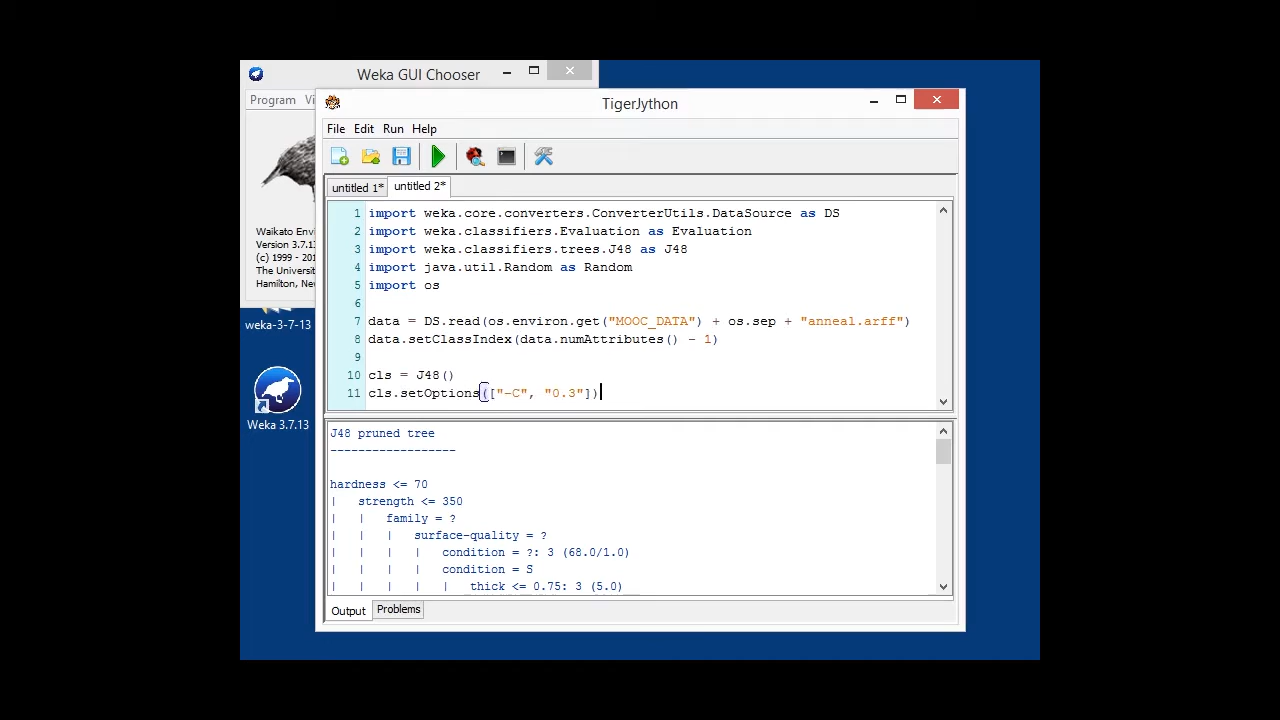 Weka GUI Chooser
Program
TigerJython
File Edit Run Help
untitled 1* untitled 2*
1 import weka.core.converters.ConverterUtils.DataSource as DS
2 import weka.classifiers.Evaluation as Evaluation
3 import weka.classifiers.trees.J48 as J48
4 import java.util.Random as Random
5 import os
6
7 data = DS.read(os.environ.get("MOOC_DATA") + os.sep + "anneal.arff")
8 data.setClassIndex(data.numAttributes() - 1)
9
10 cls = J48()
11 cls.setOptions(["-C", "0.3"])
Waikato Envi
Version 3.7.13
(c) 1999 - 201
The Universit
Hamilton, Nev
weka-3-7-13
Weka 3.7.13
J48 pruned tree
------------------
hardness <= 70
| strength <= 350
| | family = ?
| | | surface-quality = ?
| | | | condition = ?: 3 (68.0/1.0)
| | | | condition = S
| | | | | thick <= 0.75: 3 (5.0)
Output Problems